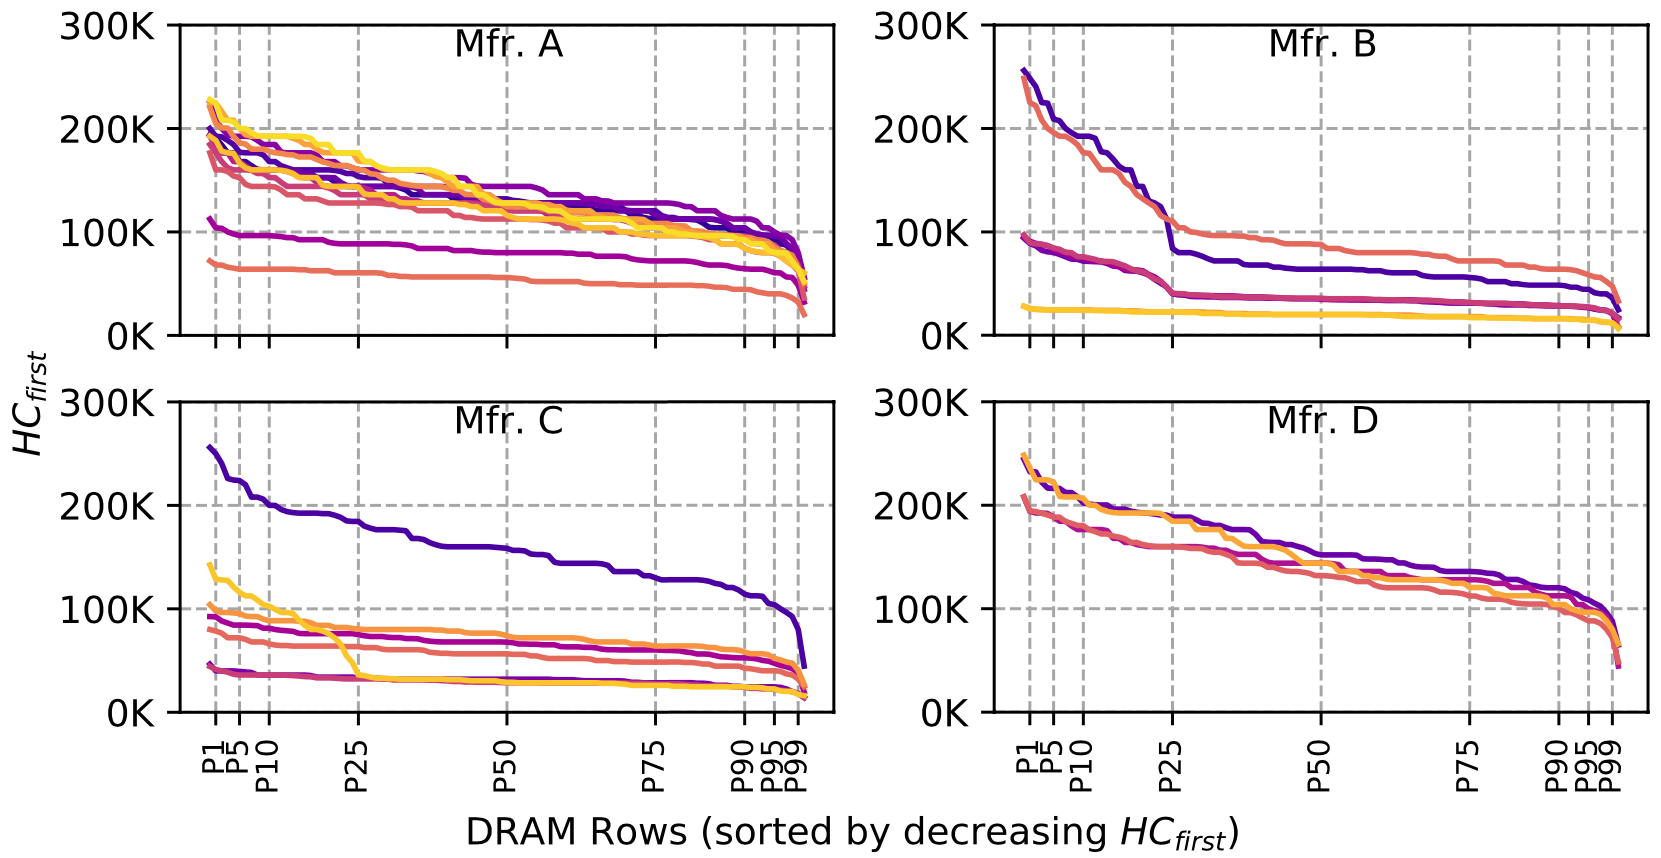 300K
200K
100K
0K
Mfr. A
300K
200K
100K
0K
Mfr. B
HC_first
300K
200K
100K
0K
Mfr. C
300K
200K
100K
0K
Mfr. D
P1 P5 P10 P25 P50 P75 P90 P95 P99
P1 P5 P10 P25 P50 P75 P90 P95 P99
DRAM Rows (sorted by decreasing HC_first)